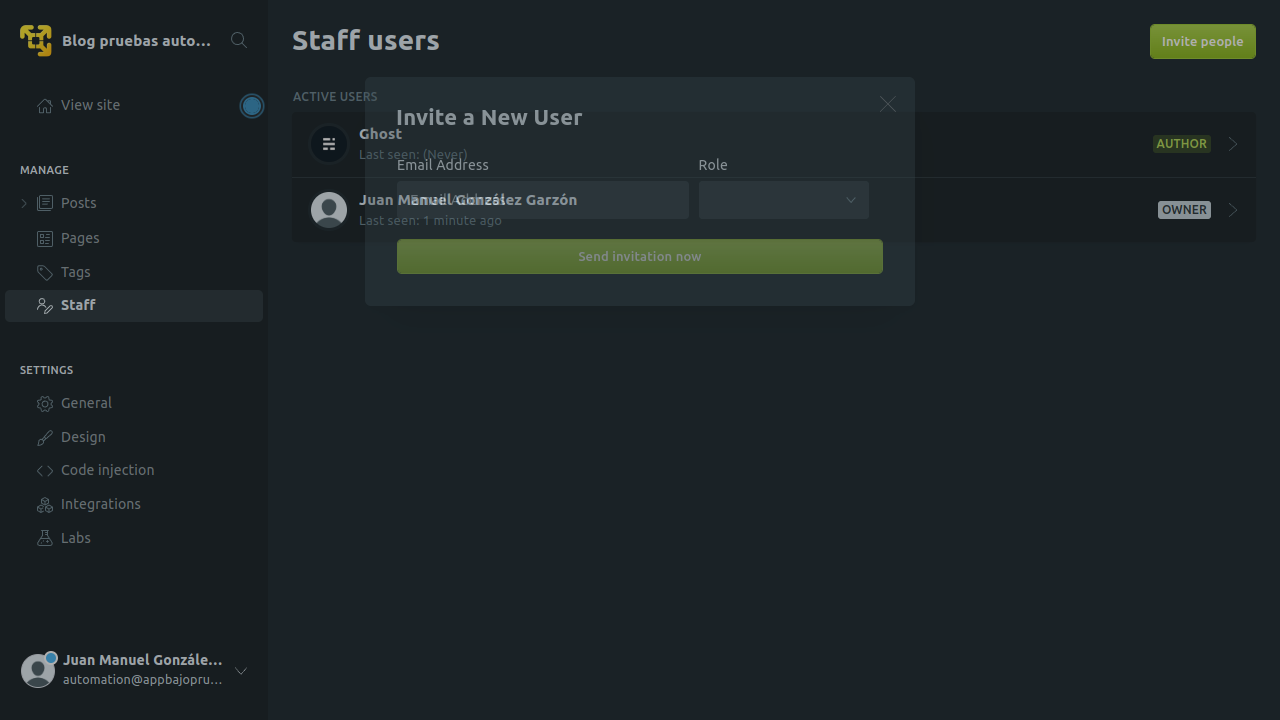 Blog pruebas auto...
View site
MANAGE
Posts
Pages
Tags
Staff
SETTINGS
General
Design
Code injection
Integrations
Labs
Juan Manuel Gonzále...
automation@appbajopru...
Staff users
Invite people
ACTIVE USERS
Invite a New User
Ghost
Last seen: (Never)
AUTHOR
Email Address
Role
Juan Manuel González Garzón
Email Address
OWNER
Last seen: 1 minute ago
Send invitation now